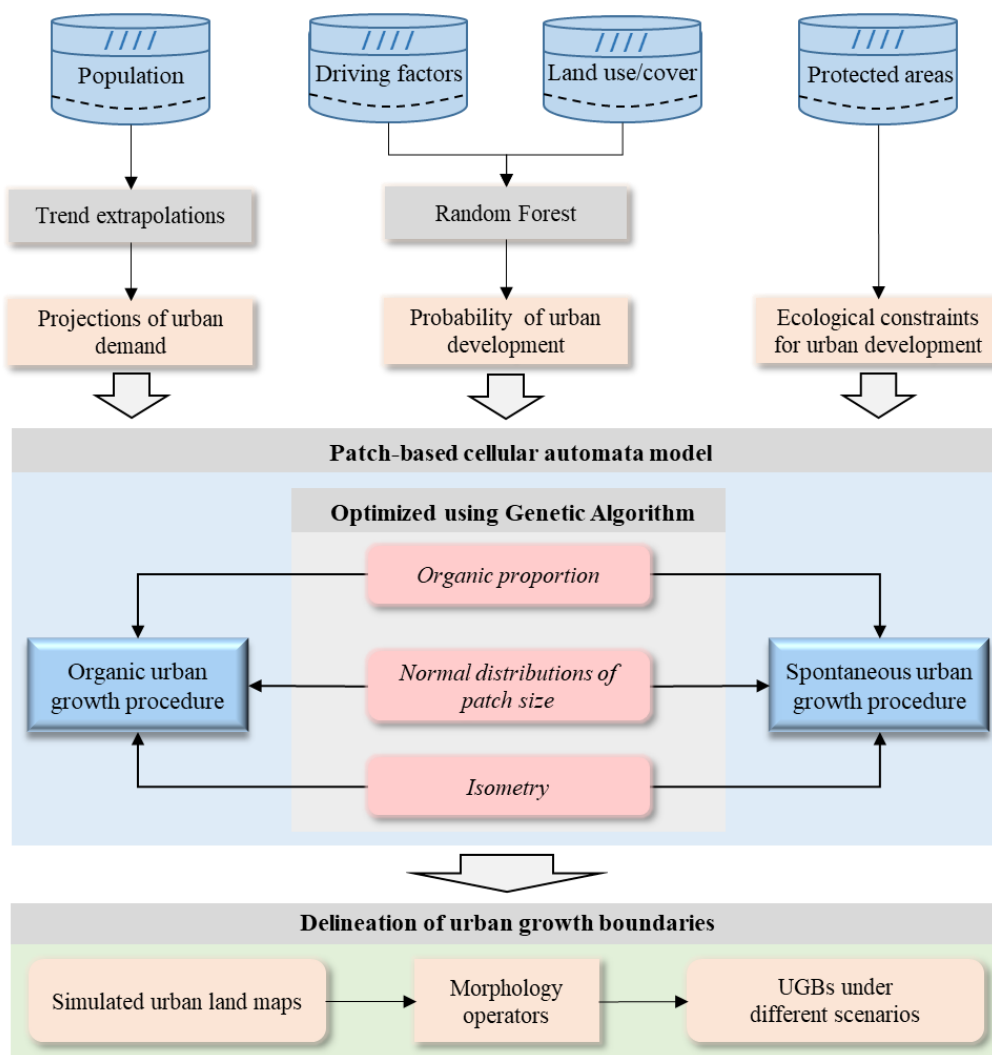 Population
Driving factors
Land use/cover
Protected areas
Trend extrapolations
Random Forest
Projections of urban
demand
Probability of urban
development
Ecological constraints
for urban development
Patch-based cellular automata model
Optimized using Genetic Algorithm
Organic proportion
Organic urban
growth procedure
Normal distributions of
patch size
Spontaneous urban
growth procedure
Isometry
Delineation of urban growth boundaries
Simulated urban land maps
Morphology
operators
UGBs under
different scenarios